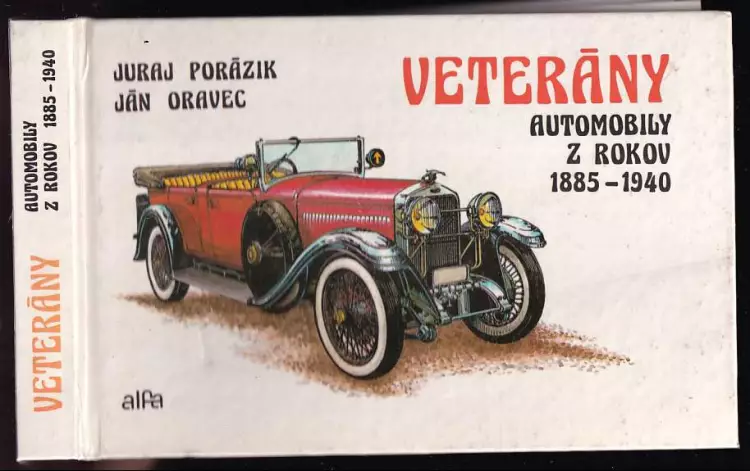 VETERÁNY
AUTOMOBILY
Z ROKOV 1885-1940
JURAJ PORÁZIK
JÁN ORAVEC
VETERÁNY
AUTOMOBILY
Z ROKOV
1885-1940
alfa